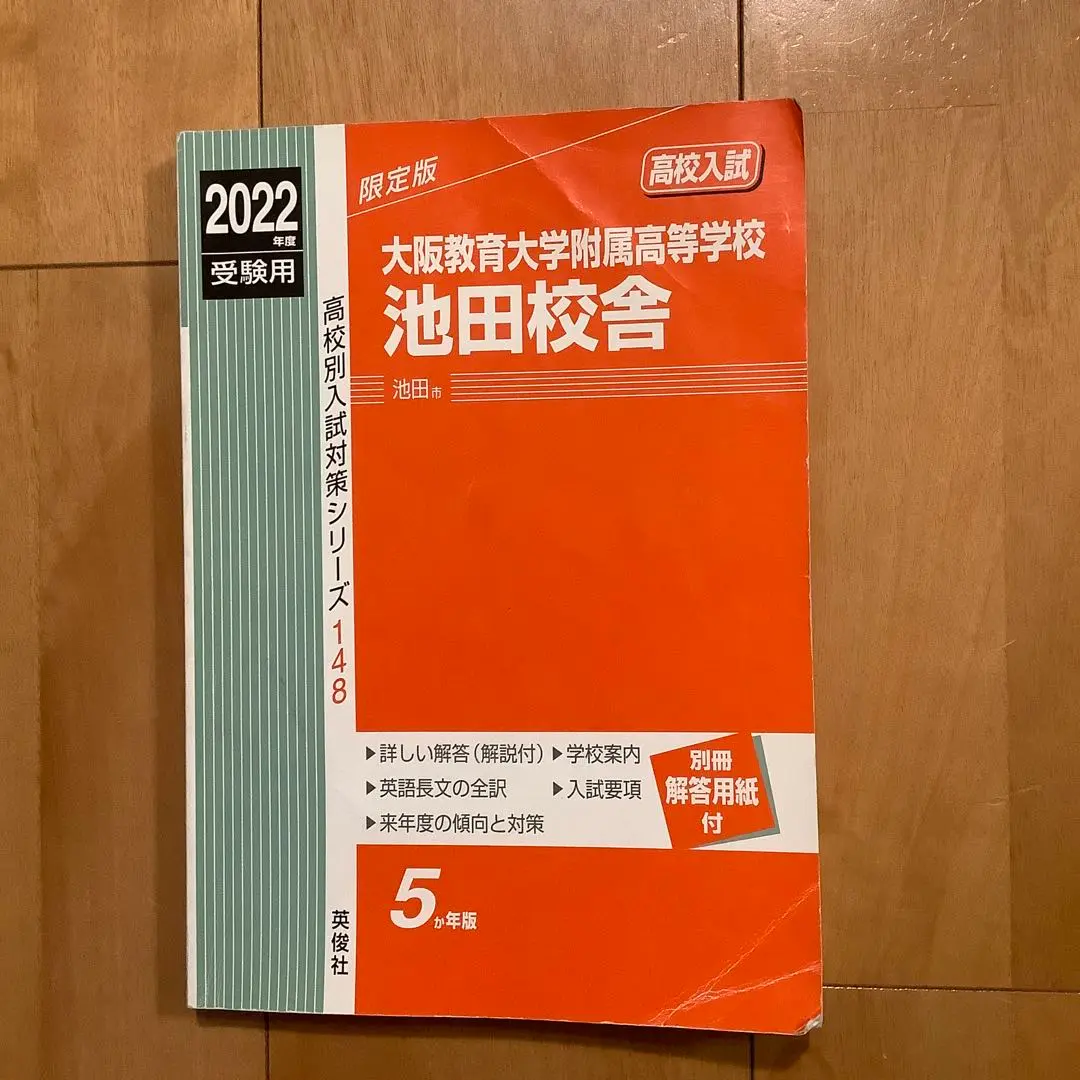 2022
年度
受験用
高校別入試対策シリーズ148
英俊社
限定版
高校入試
大阪教育大学附属高等学校
池田校舎
池田市
▶詳しい解答(解説付) ▶学校案内
▶英語長文の全訳 ▶入試要項
▶来年度の傾向と対策
別冊
解答用紙
付
5か年版